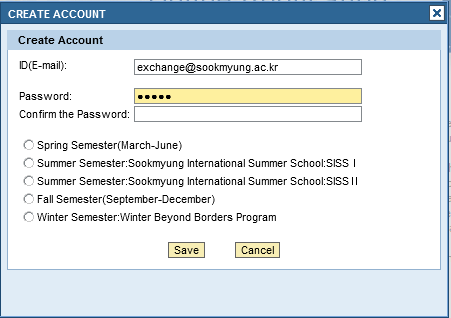 CREATE ACCOUNT
Create Account
ID(E-mail): exchange@sookmyung.ac.kr
Password: •••••
Confirm the Password:
Spring Semester(March-June)
Summer Semester:Sookmyung International Summer School:SISS I
Summer Semester:Sookmyung International Summer School:SISS II
Fall Semester(September-December)
Winter Semester:Winter Beyond Borders Program
Save Cancel